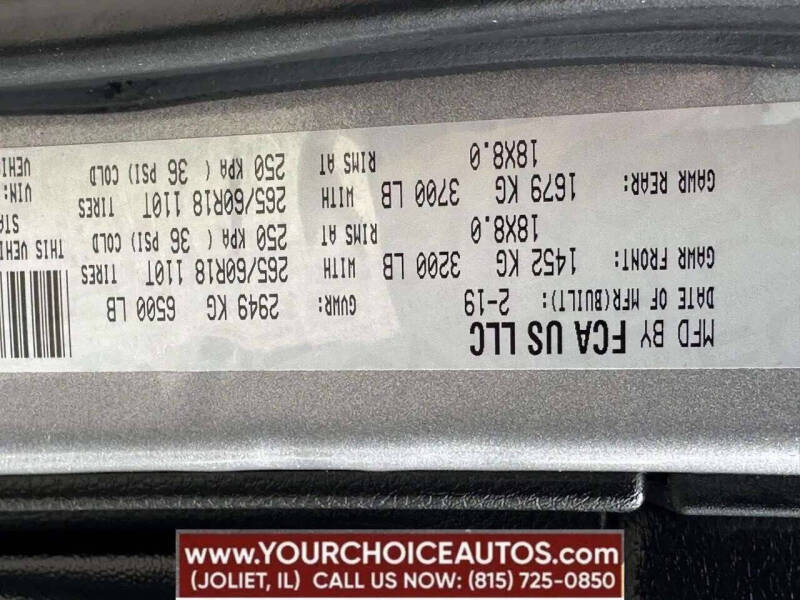 MFD BY FCA US LLC
DATE OF MFR(BUILT): 2-19 GVWR: 2949 KG 6500 LB
GAWR FRONT: 1452 KG 3200 LB WITH 265/60R18 110T TIRES
18X8.0 RIMS AT 250 KPA ( 36 PSI) COLD THIS VEHI
GAWR REAR: 1679 KG 3700 LB WITH 265/60R18 110T TIRES STA
18X8.0 RIMS AT 250 KPA ( 36 PSI) COLD VIN:
VEHI
www.YOURCHOICEAUTOS.com
(JOLIET, IL) CALL US NOW: (815) 725-0850